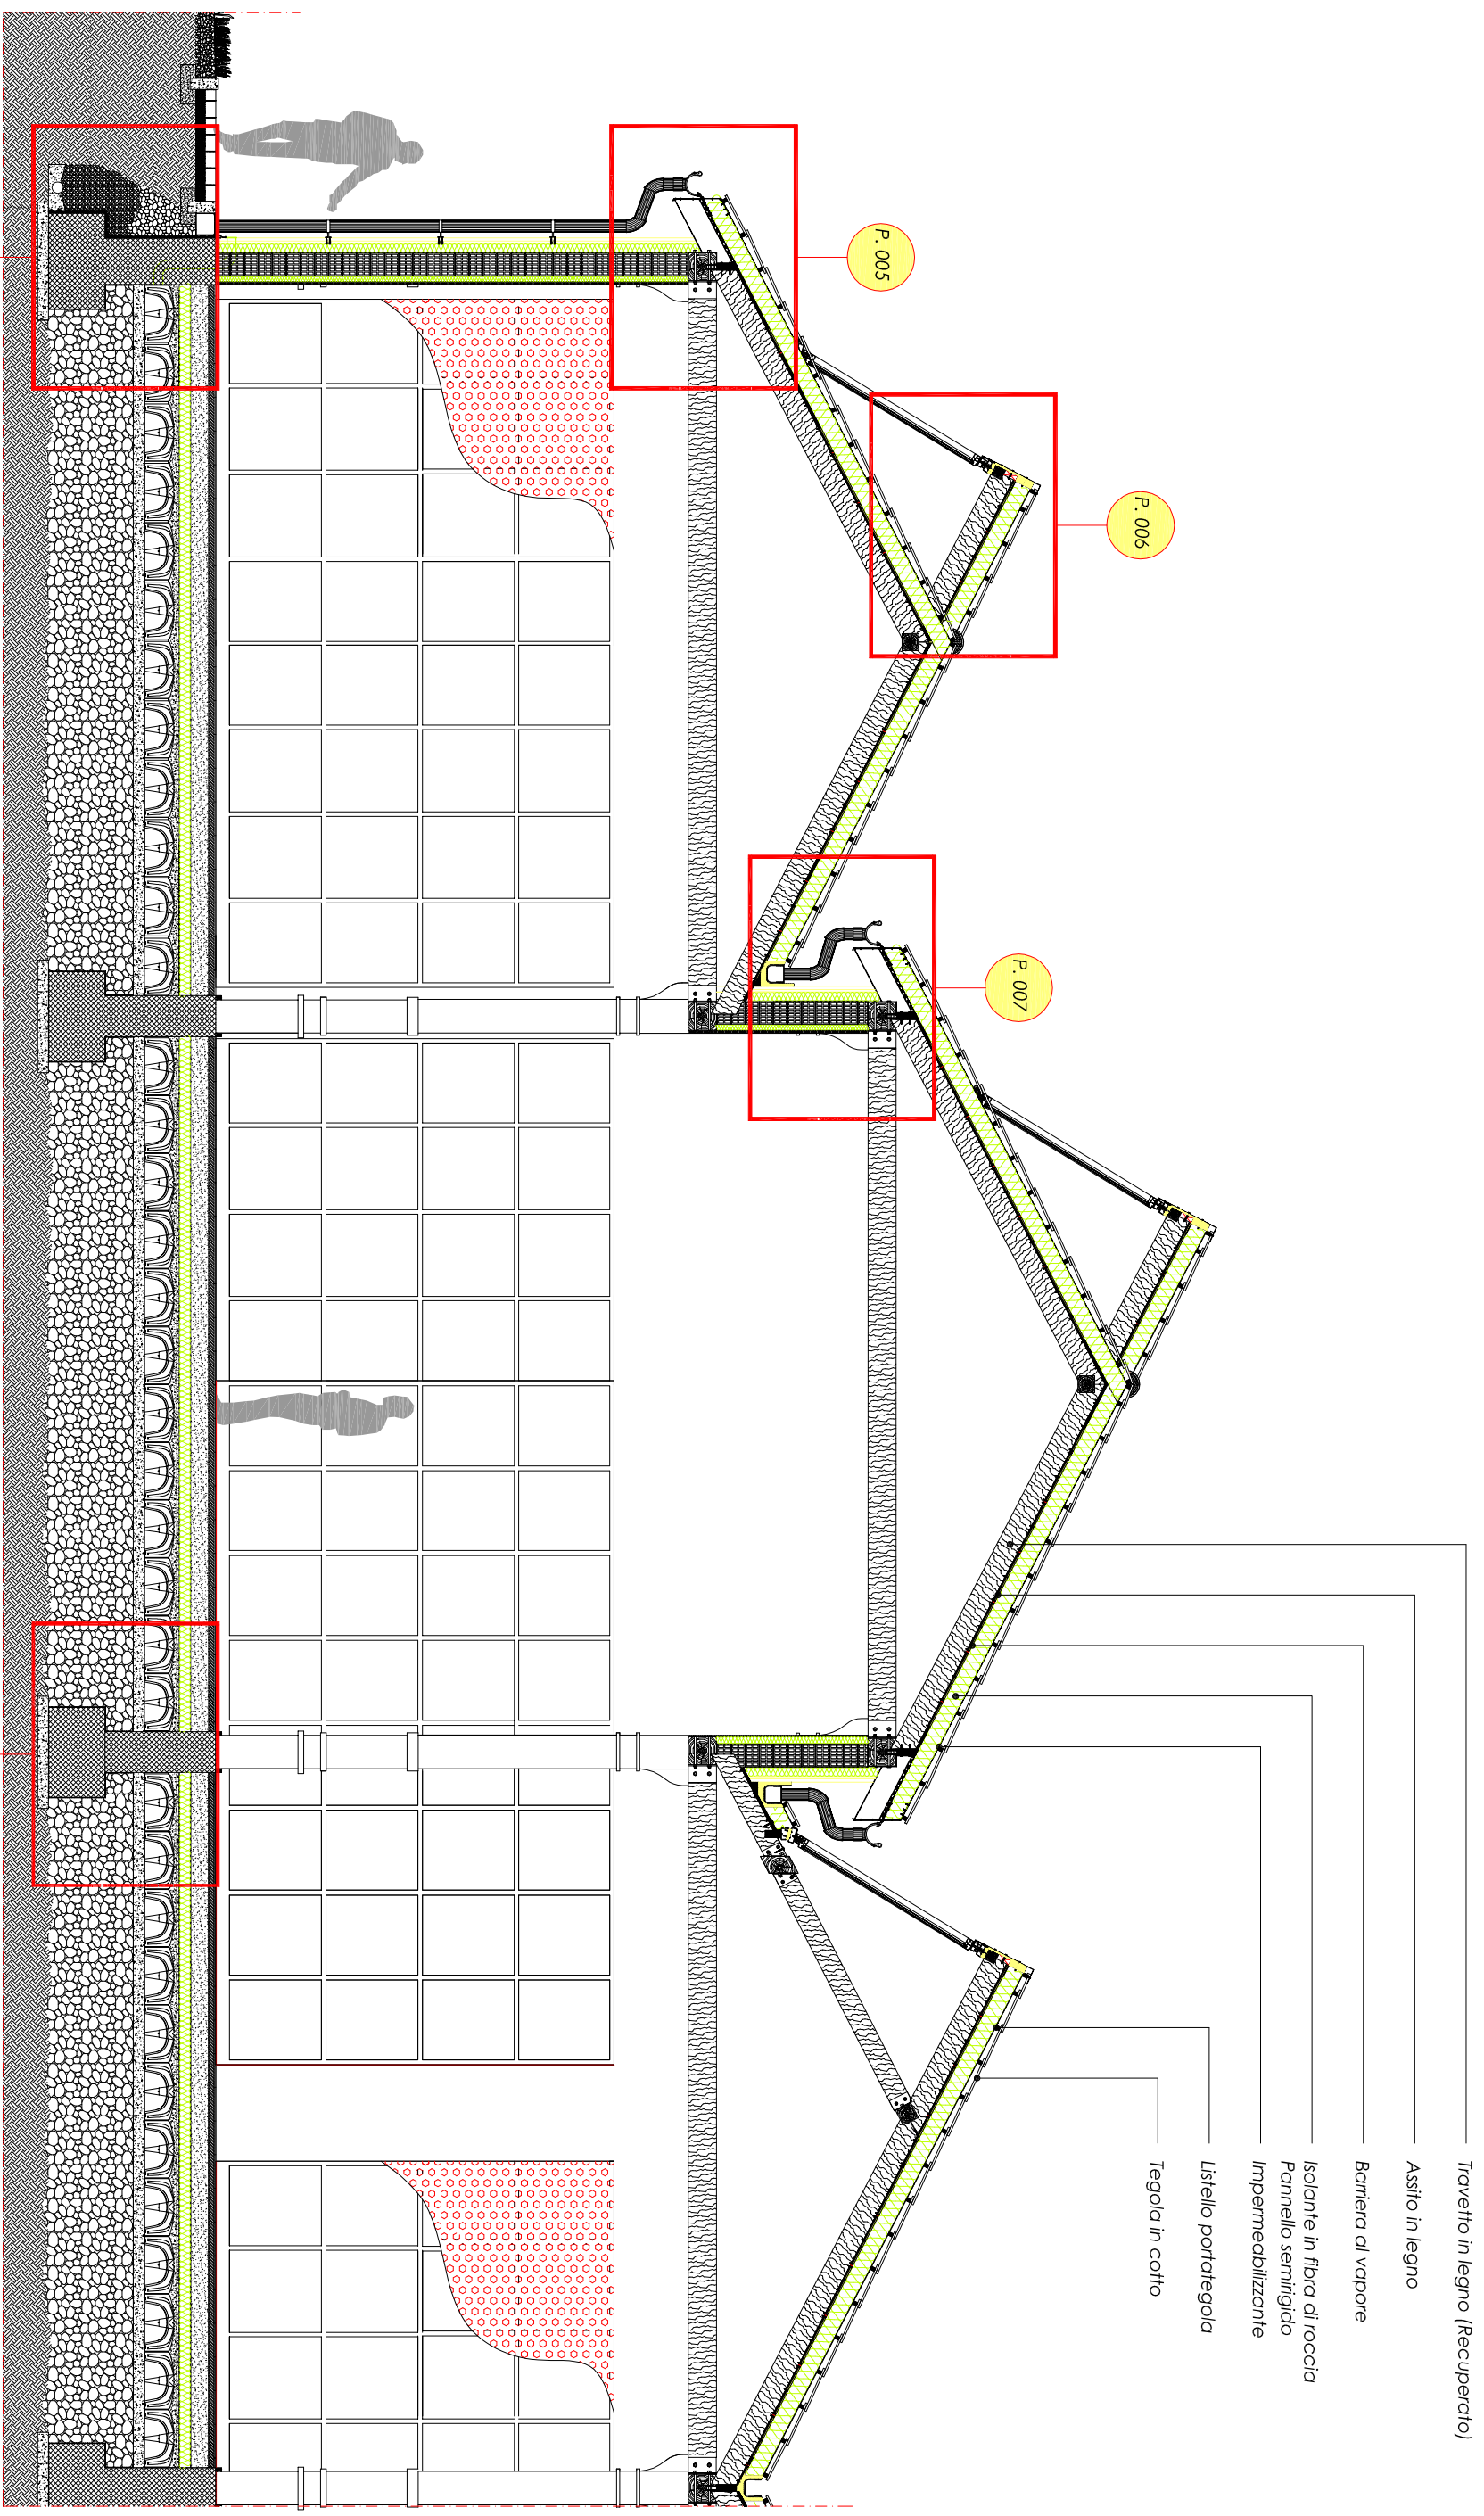 P. 005
P. 006
P. 007
Travetto in legno (Recuperato)
Assito in legno
Barriera al vapore
Isolante in fibra di roccia
Pannello semirigido
Impermeabilizzante
Listello portategola
Tegola in cotto